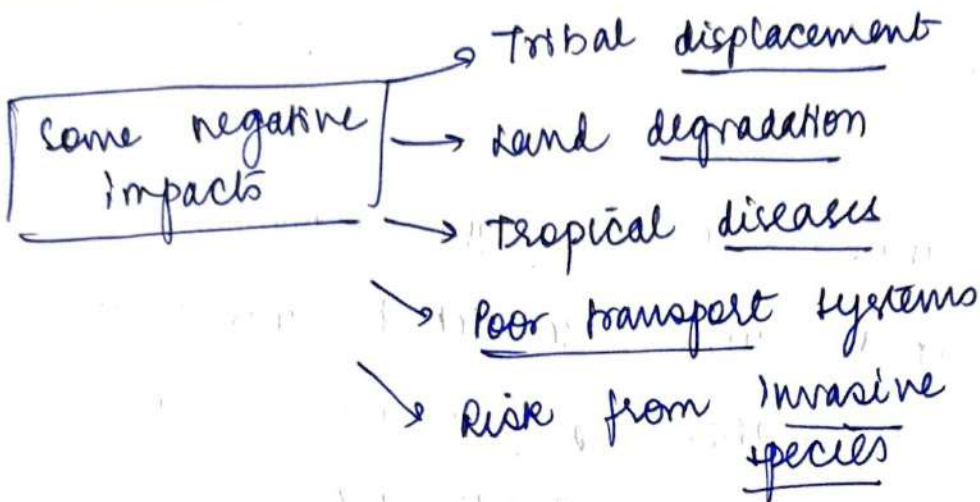 Some negative
impacts
Tribal displacement
Land degradation
Tropical diseases
Poor transport systems
Risk from invasive
species